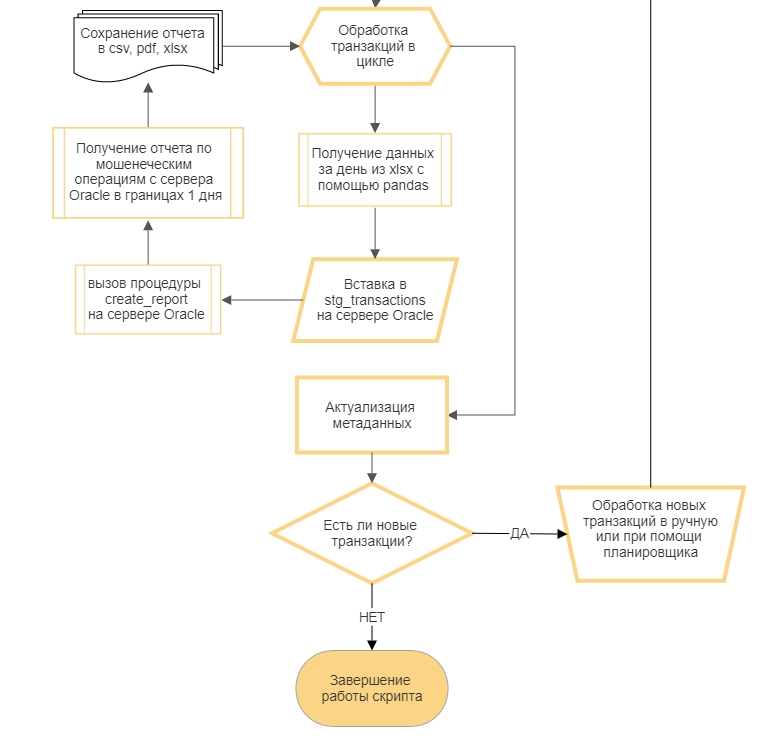 Сохранение отчета
в csv, pdf, xlsx
Обработка
транзакций в
цикле
Получение отчета по
мошенеческим
операциям с сервера
Oracle в границах 1 дня
Получение данных
за день из xlsx с
помощью pandas
вызов процедуры
create_report
на сервере Oracle
Вставка в
stg_transactions
на сервере Oracle
Актуализация
метаданных
Есть ли новые
транзакции?
ДА
Обработка новых
транзакций в ручную
или при помощи
планировщика
НЕТ
Завершение
работы скрипта